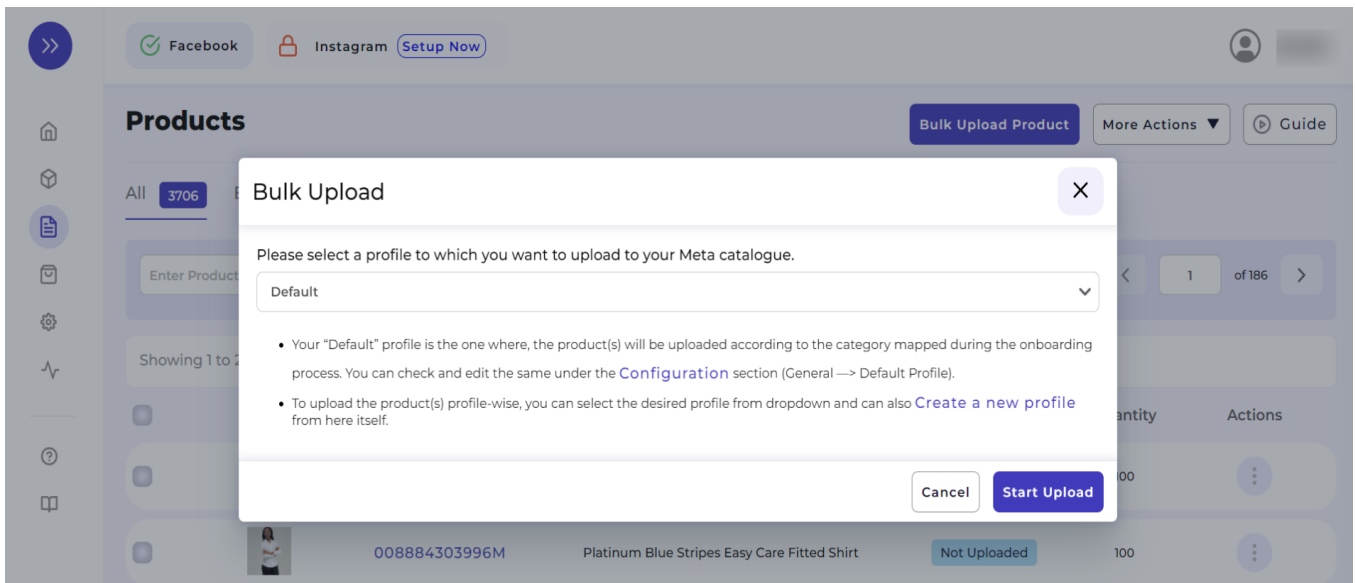 Facebook
Instagram Setup Now
Products
Bulk Upload Product
More Actions ▼
Guide
All 3706
Bulk Upload
Please select a profile to which you want to upload to your Meta catalogue.
Enter Product
1 of 186
Default
• Your “Default” profile is the one where, the product(s) will be uploaded according to the category mapped during the onboarding
process. You can check and edit the same under the Configuration section (General —> Default Profile).
Showing 1 to 2
• To upload the product(s) profile-wise, you can select the desired profile from dropdown and can also Create a new profile
from here itself.
antity Actions
Cancel Start Upload
100
008884303996M Platinum Blue Stripes Easy Care Fitted Shirt Not Uploaded 100